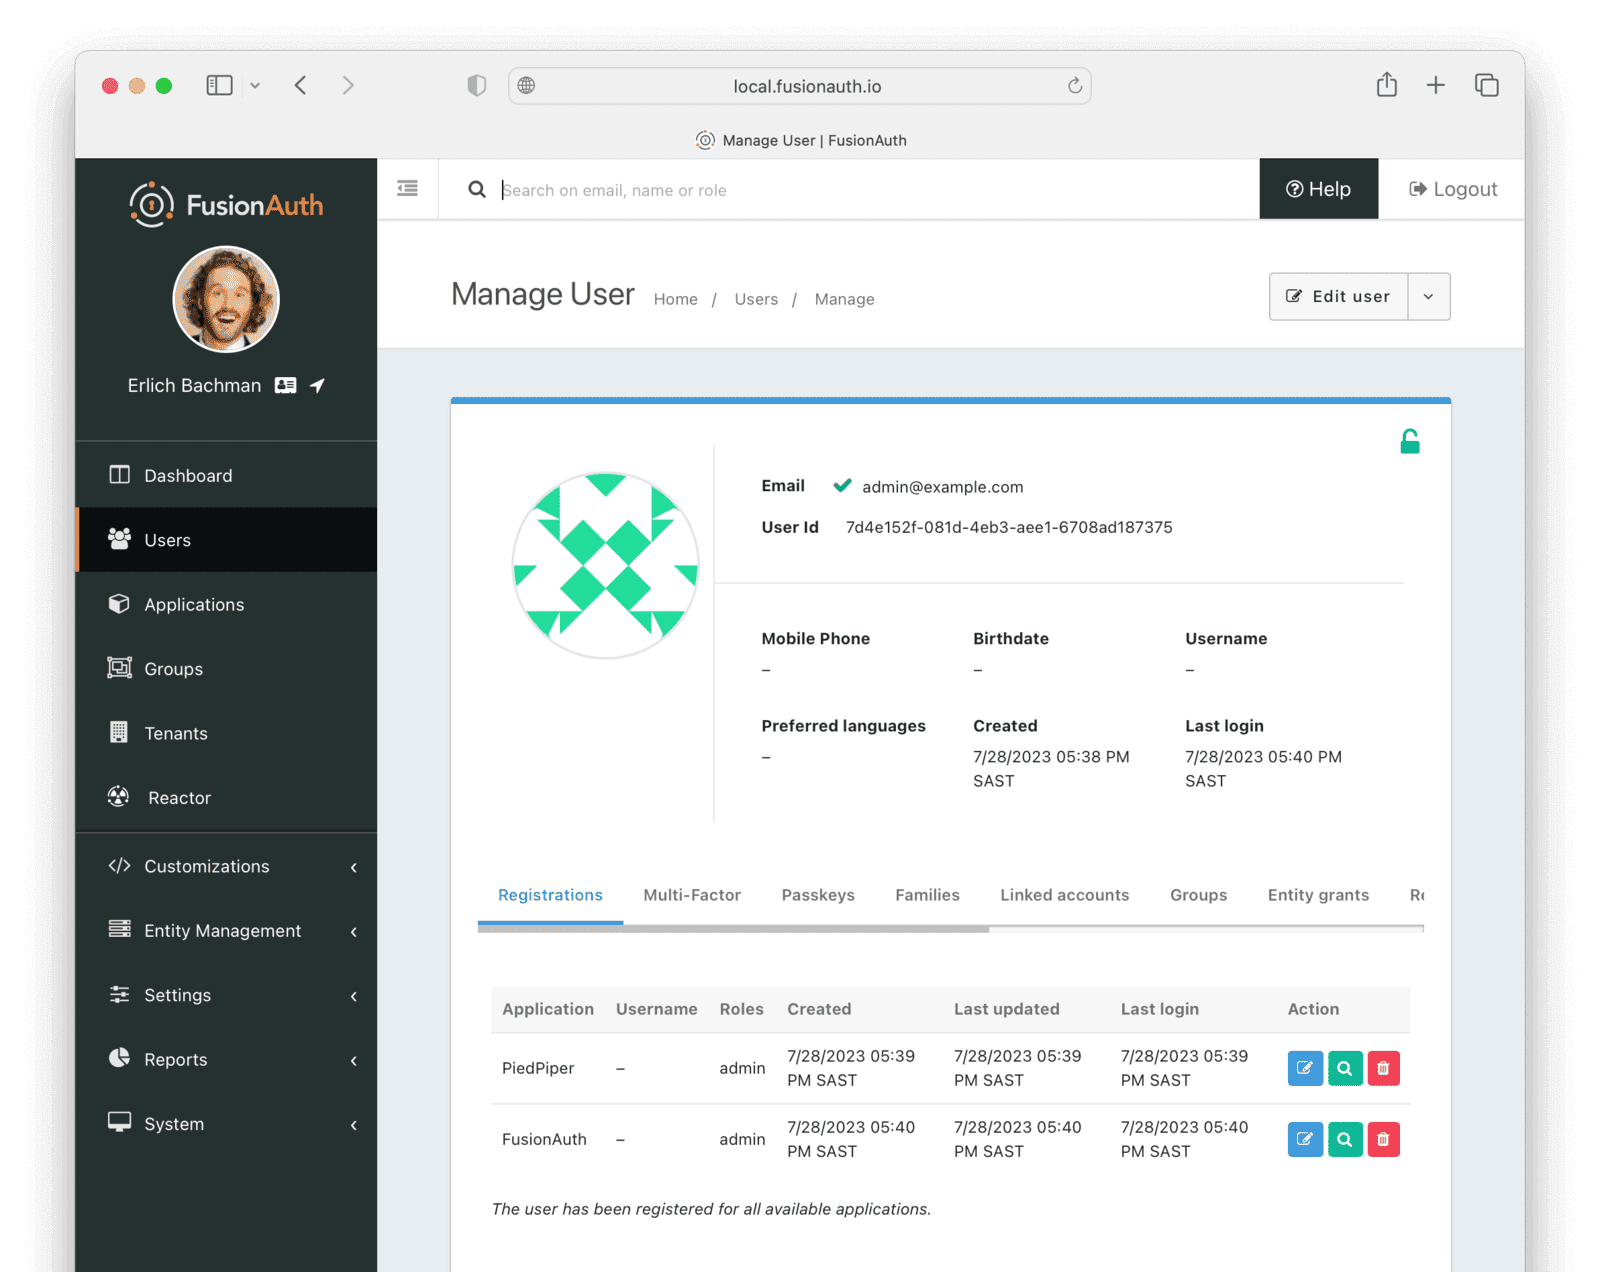 local.fusionauth.io
Manage User | FusionAuth
FusionAuth
Search on email, name or role
Help
Logout
Manage User
Home / Users / Manage
Edit user
Erlich Bachman
Dashboard
Users
Applications
Groups
Tenants
Reactor
Customizations
Entity Management
Settings
Reports
System
Email admin@example.com
User Id 7d4e152f-081d-4eb3-aee1-6708ad187375
Mobile Phone Birthdate Username
– – –
Preferred languages Created Last login
– 7/28/2023 05:38 PM 7/28/2023 05:40 PM
SAST SAST
Registrations Multi-Factor Passkeys Families Linked accounts Groups Entity grants
Application Username Roles Created Last updated Last login Action
PiedPiper – admin 7/28/2023 05:39 PM SAST 7/28/2023 05:39 PM SAST 7/28/2023 05:39 PM SAST
FusionAuth – admin 7/28/2023 05:40 PM SAST 7/28/2023 05:40 PM SAST 7/28/2023 05:40 PM SAST
The user has been registered for all available applications.